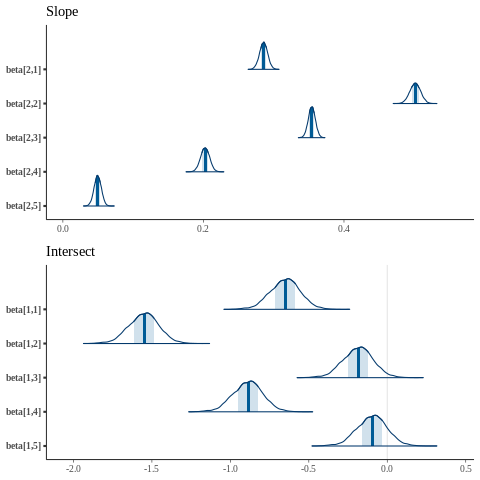 Slope
beta[2,1]
beta[2,2]
beta[2,3]
beta[2,4]
beta[2,5]
0.0 0.2 0.4
Intersect
beta[1,1]
beta[1,2]
beta[1,3]
beta[1,4]
beta[1,5]
-2.0 -1.5 -1.0 -0.5 0.0 0.5